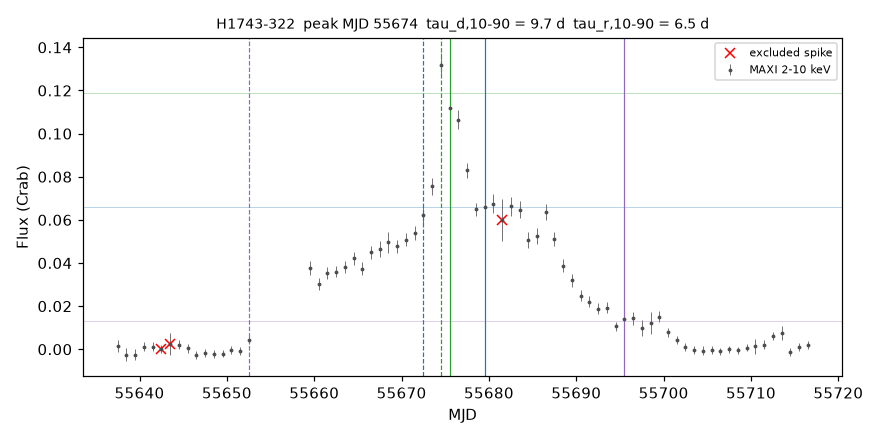 H1743-322  peak MJD 55674  tau_d,10-90 = 9.7 d  tau_r,10-90 = 6.5 d
excluded spike
MAXI 2-10 keV
Flux (Crab)
0.14
0.12
0.10
0.08
0.06
0.04
0.02
0.00
55640 55650 55660 55670 55680 55690 55700 55710 55720
MJD